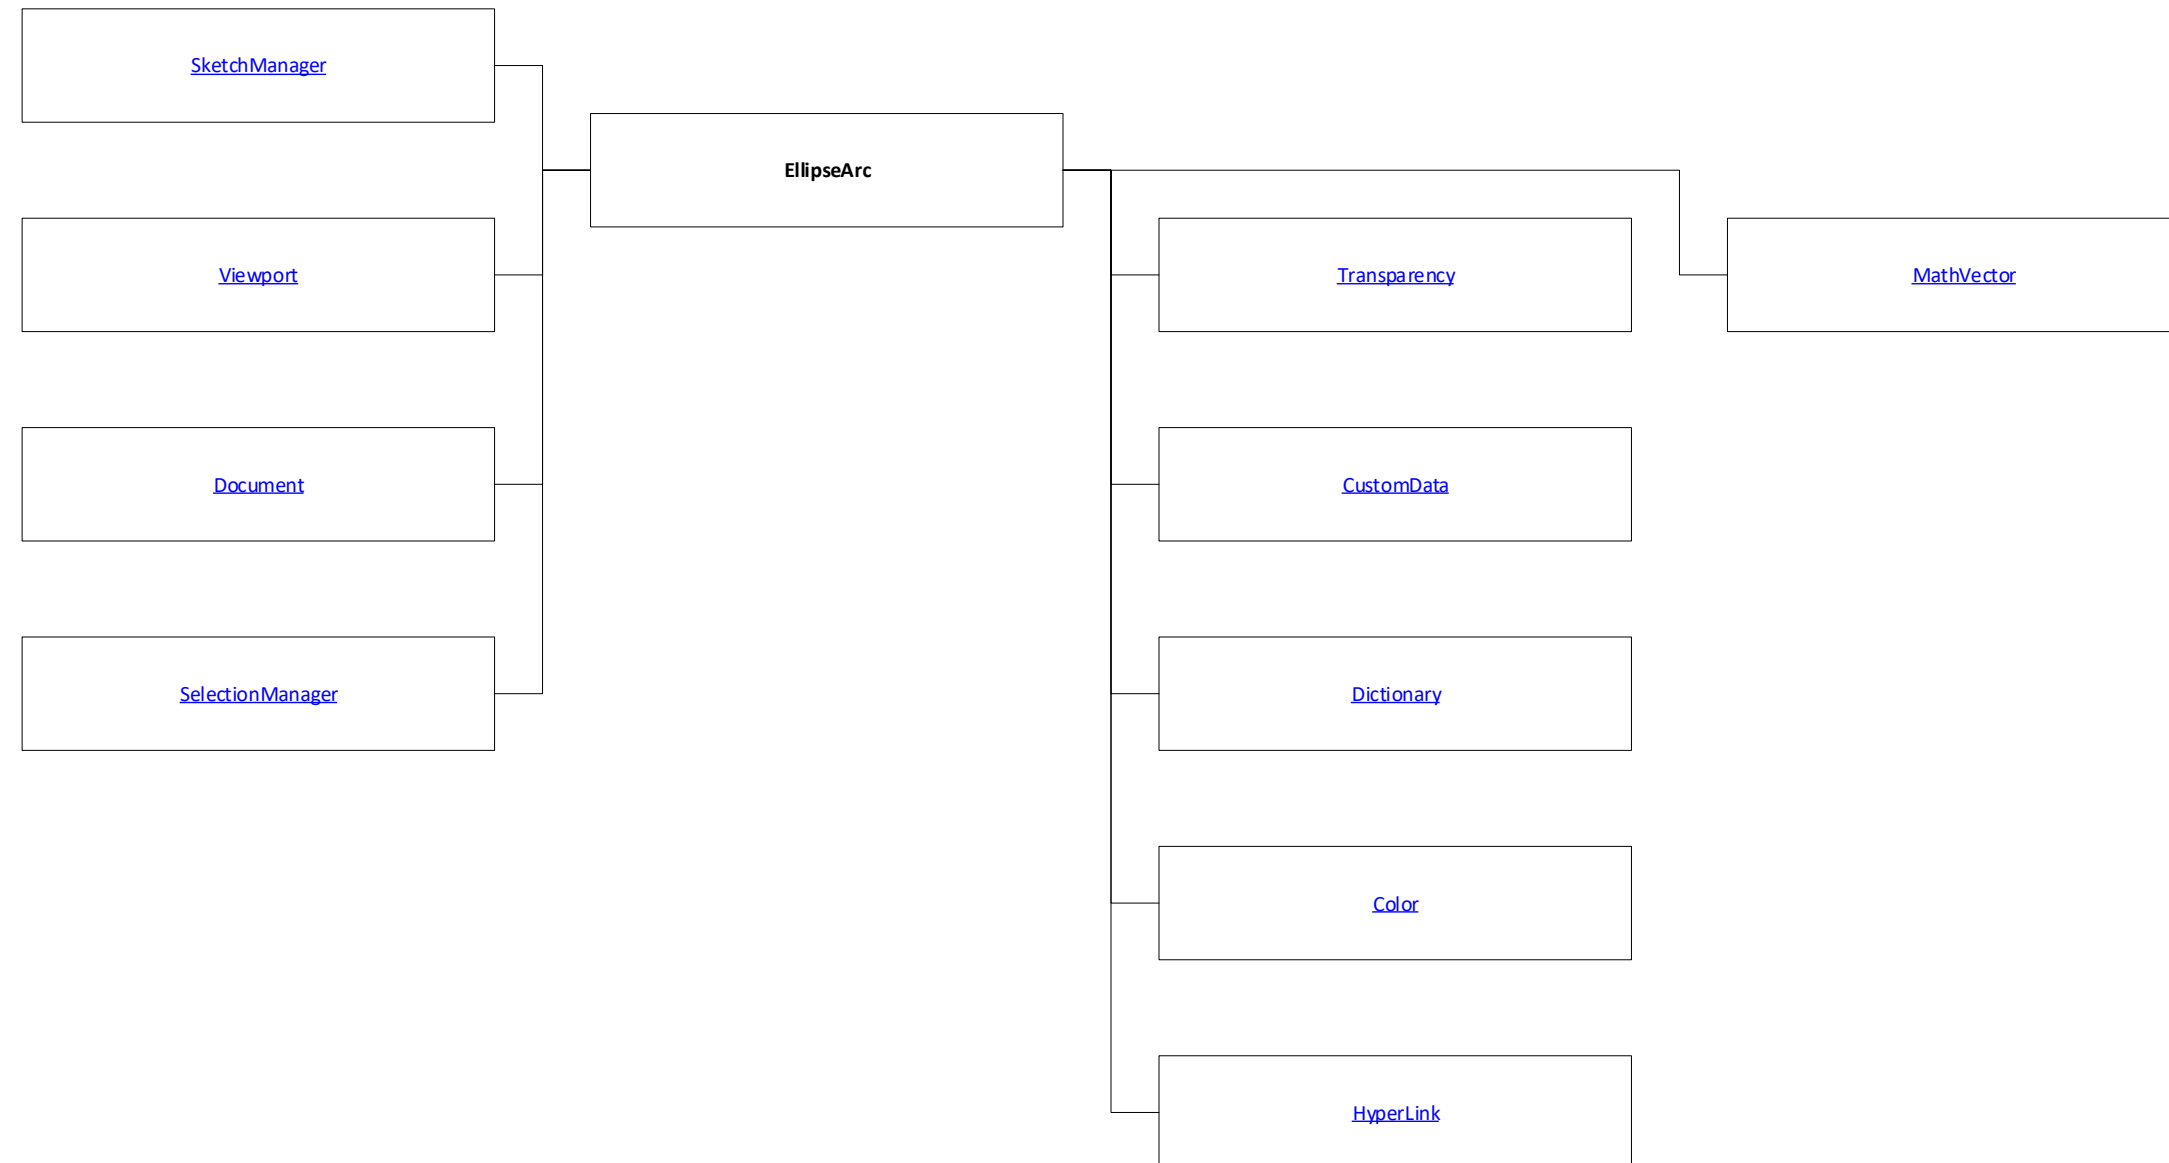 SketchManager
EllipseArc
Viewport
Transparency
MathVector
Document
CustomData
SelectionManager
Dictionary
Color
HyperLink